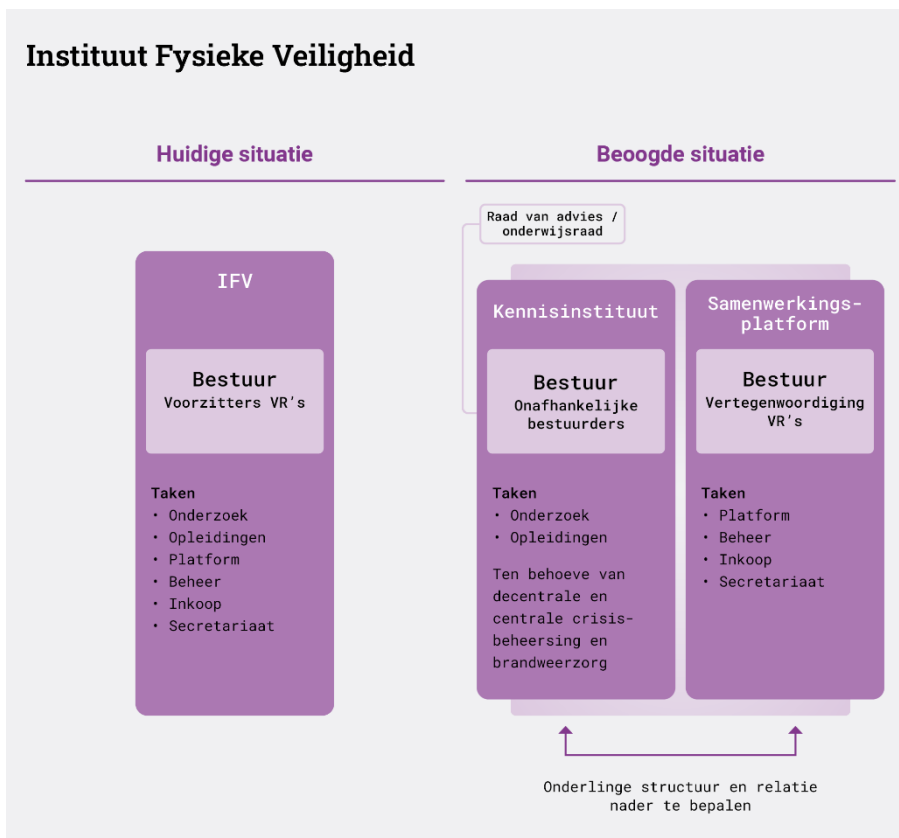 Instituut Fysieke Veiligheid
Huidige situatie
IFV
Bestuur
Voorzitters VR’s
Taken
• Onderzoek
• Opleidingen
• Platform
• Beheer
• Inkoop
• Secretariaat
Beoogde situatie
Raad van advies /
onderwijsraad
Kennisinstituut
Bestuur
Onafhankelijke
bestuurders
Taken
• Onderzoek
• Opleidingen
Ten behoeve van
decentrale en
centrale crisis-
beheersing en
brandweerzorg
Samenwerkings-
platform
Bestuur
Vertegenwoordiging
VR’s
Taken
• Platform
• Beheer
• Inkoop
• Secretariaat
Onderlinge structuur en relatie
nader te bepalen